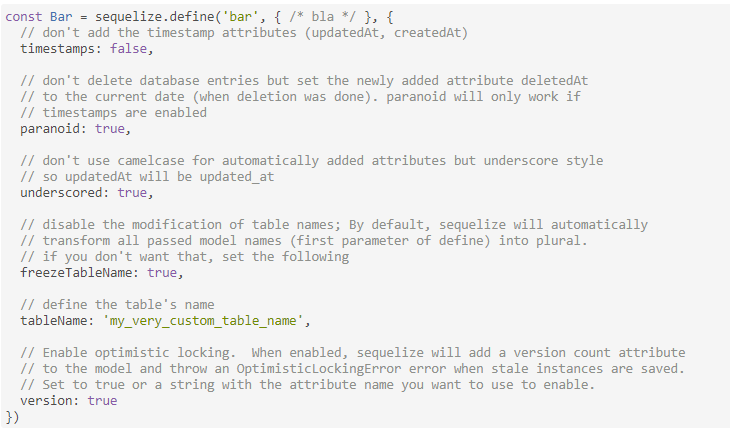 const Bar = sequelize.define('bar', { /* bla */ }, {
  // don't add the timestamp attributes (updatedAt, createdAt)
  timestamps: false,

  // don't delete database entries but set the newly added attribute deletedAt
  // to the current date (when deletion was done). paranoid will only work if
  // timestamps are enabled
  paranoid: true,

  // don't use camelcase for automatically added attributes but underscore style
  // so updatedAt will be updated_at
  underscored: true,

  // disable the modification of table names; By default, sequelize will automatically
  // transform all passed model names (first parameter of define) into plural.
  // if you don't want that, set the following
  freezeTableName: true,

  // define the table's name
  tableName: 'my_very_custom_table_name',

  // Enable optimistic locking.  When enabled, sequelize will add a version count attribute
  // to the model and throw an OptimisticLockingError error when stale instances are saved.
  // Set to true or a string with the attribute name you want to use to enable.
  version: true
})